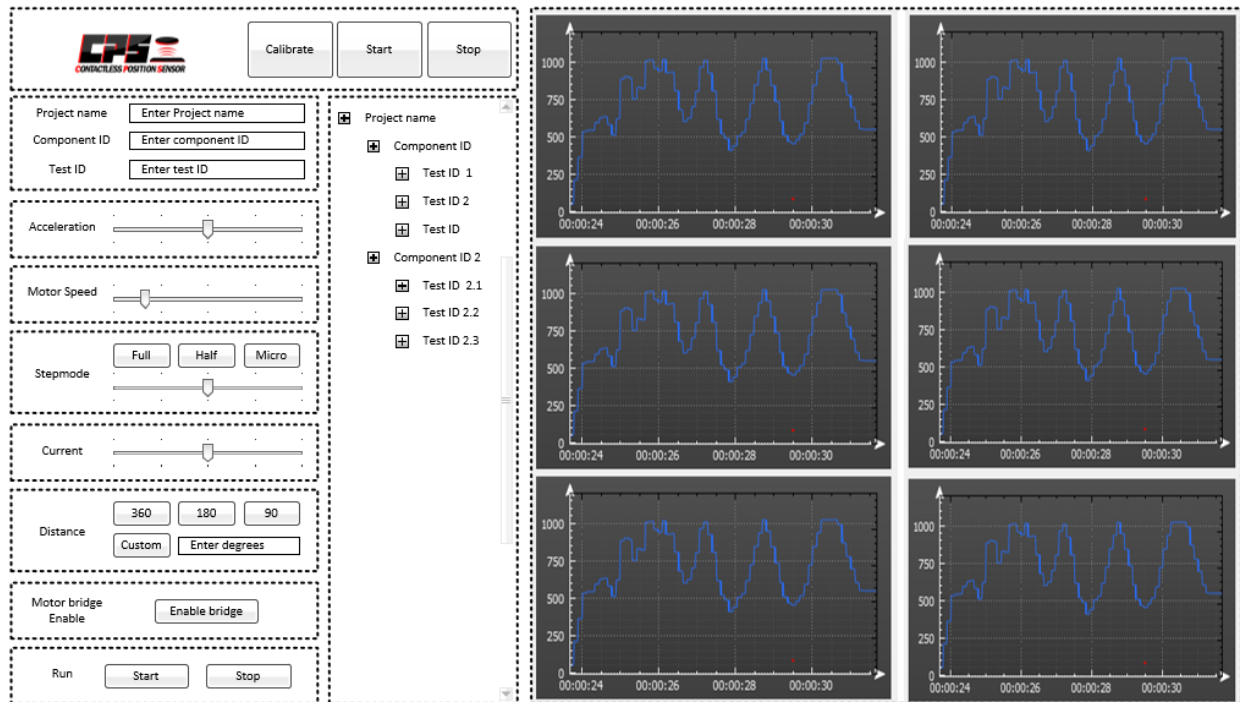 CPS
CONTACTLESS POSITION SENSOR
Calibrate
Start
Stop
Project name
Enter Project name
Component ID
Enter component ID
Test ID
Enter test ID
Acceleration
Motor Speed
Stepmode
Full
Half
Micro
Current
Distance
360
180
90
Custom
Enter degrees
Motor bridge
Enable
Enable bridge
Run
Start
Stop
Project name
Component ID
Test ID 1
Test ID 2
Test ID
Component ID 2
Test ID 2.1
Test ID 2.2
Test ID 2.3
1000
750
500
250
0
00:00:24 00:00:26 00:00:28 00:00:30
1000
750
500
250
0
00:00:24 00:00:26 00:00:28 00:00:30
1000
750
500
250
0
00:00:24 00:00:26 00:00:28 00:00:30
1000
750
500
250
0
00:00:24 00:00:26 00:00:28 00:00:30
1000
750
500
250
0
00:00:24 00:00:26 00:00:28 00:00:30
1000
750
500
250
0
00:00:24 00:00:26 00:00:28 00:00:30